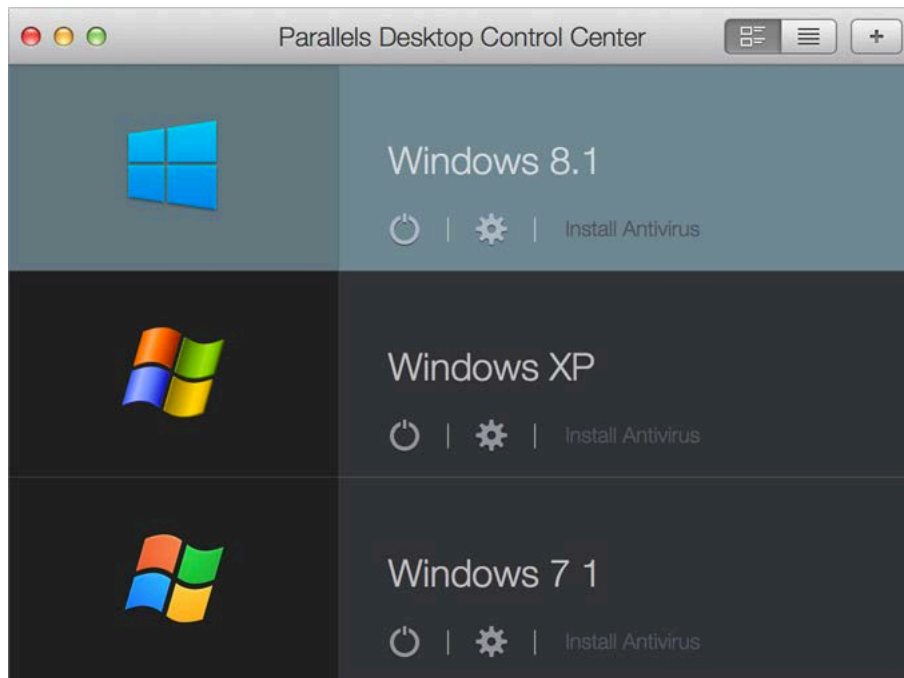 Parallels Desktop Control Center
Windows 8.1
Install Antivirus
Windows XP
Install Antivirus
Windows 7 1
Install Antivirus